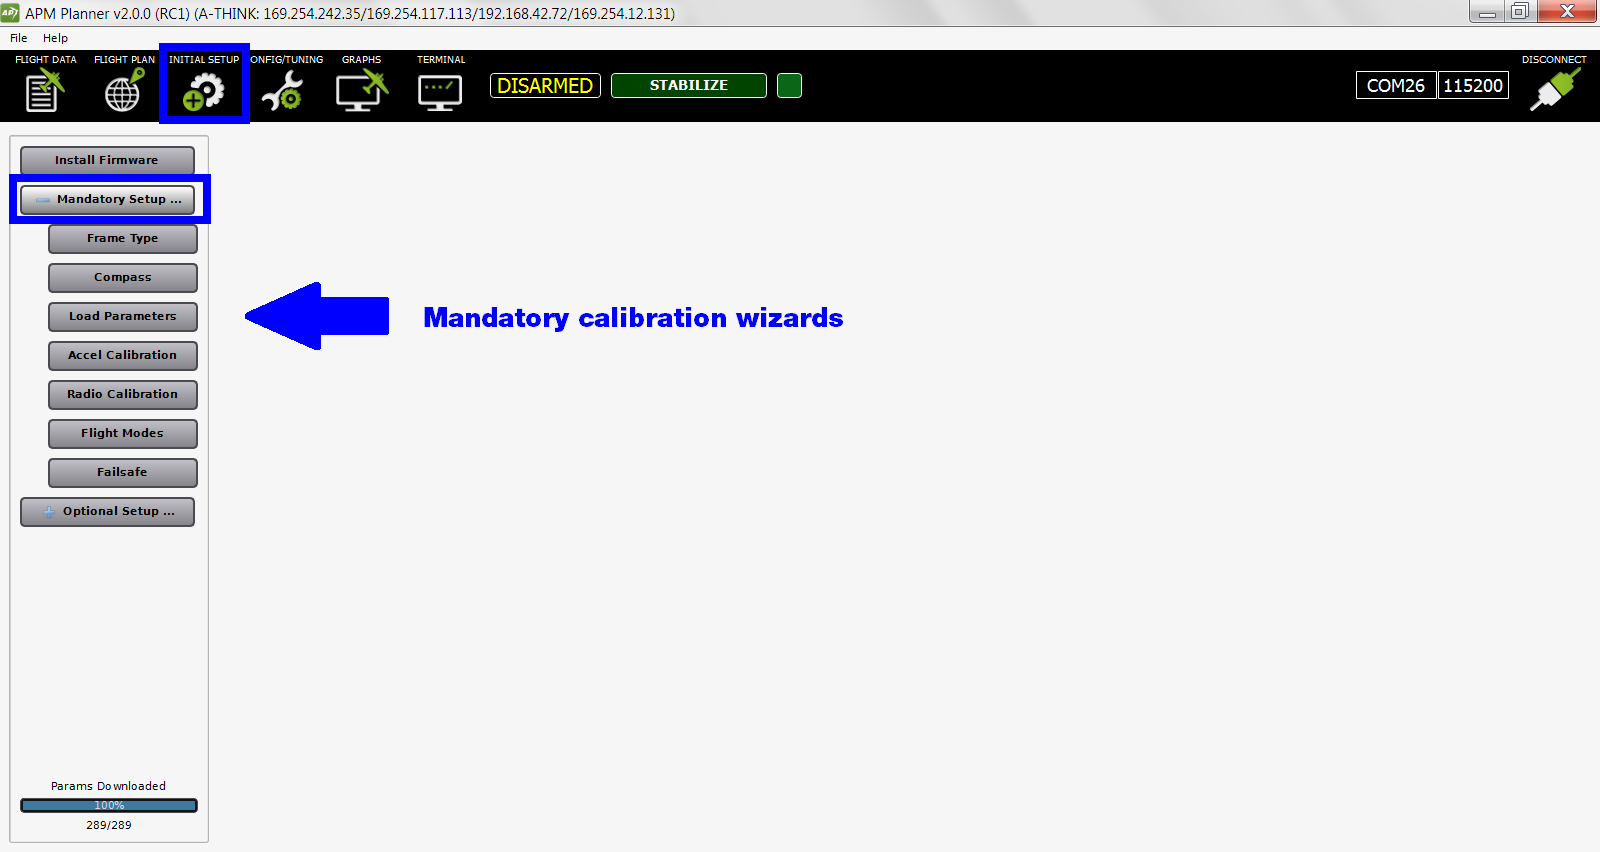 APM Planner v2.0.0 (RC1) (A-THINK: 169.254.242.35/169.254.117.113/192.168.42.72/169.254.12.131)
File Help
FLIGHT DATA FLIGHT PLAN INITIAL SETUP ONFIG/TUNING GRAPHS TERMINAL DISCONNECT
DISARMED STABILIZE COM26 115200
Install Firmware
Mandatory Setup ...
Frame Type
Compass
Load Parameters
Mandatory calibration wizards
Accel Calibration
Radio Calibration
Flight Modes
Failsafe
Optional Setup ...
Params Downloaded
100%
289/289